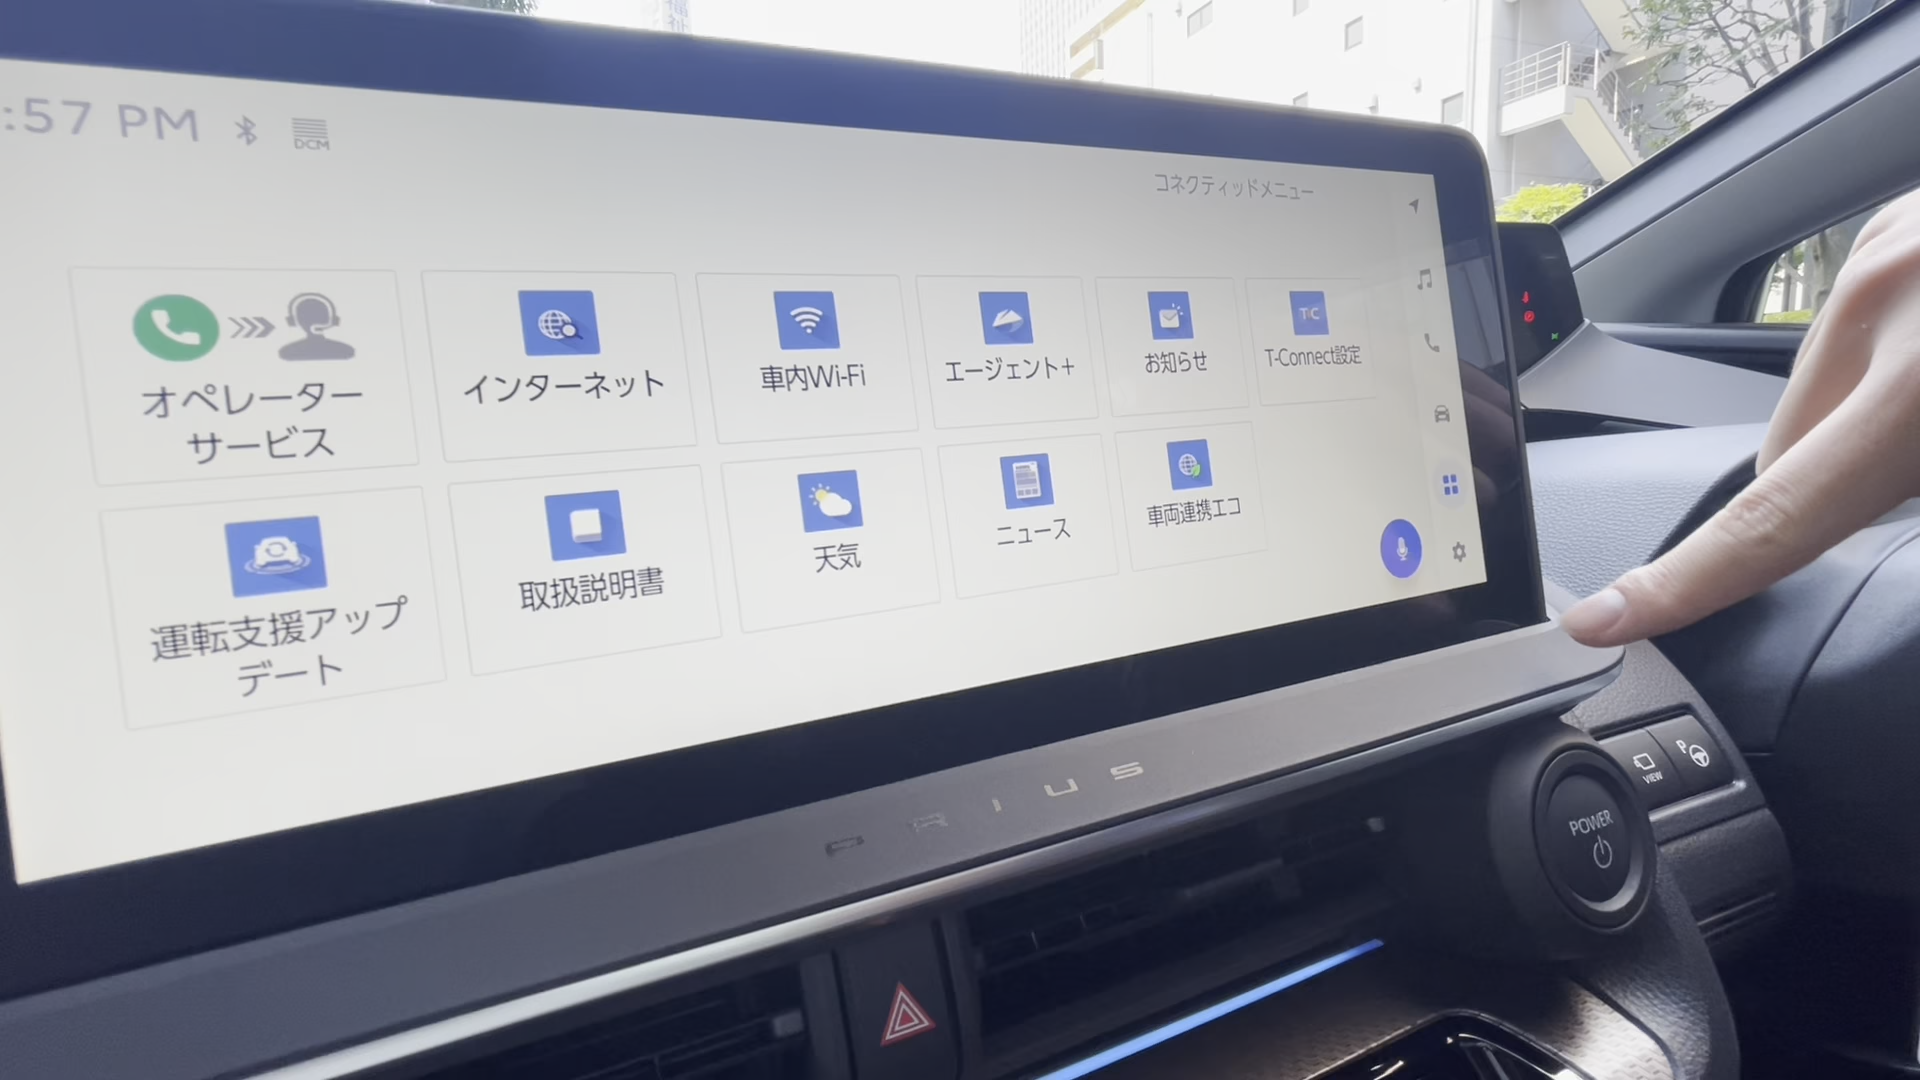 :57 PM
DCM
コネクティッドメニュー
オペレーター
サービス
インターネット
車内Wi-Fi
エージェント+
お知らせ
T-C
T-Connect設定
運転支援アップ
デート
取扱説明書
天気
ニュース
車両連携エコ
PRIUS
VIEW
P
POWER